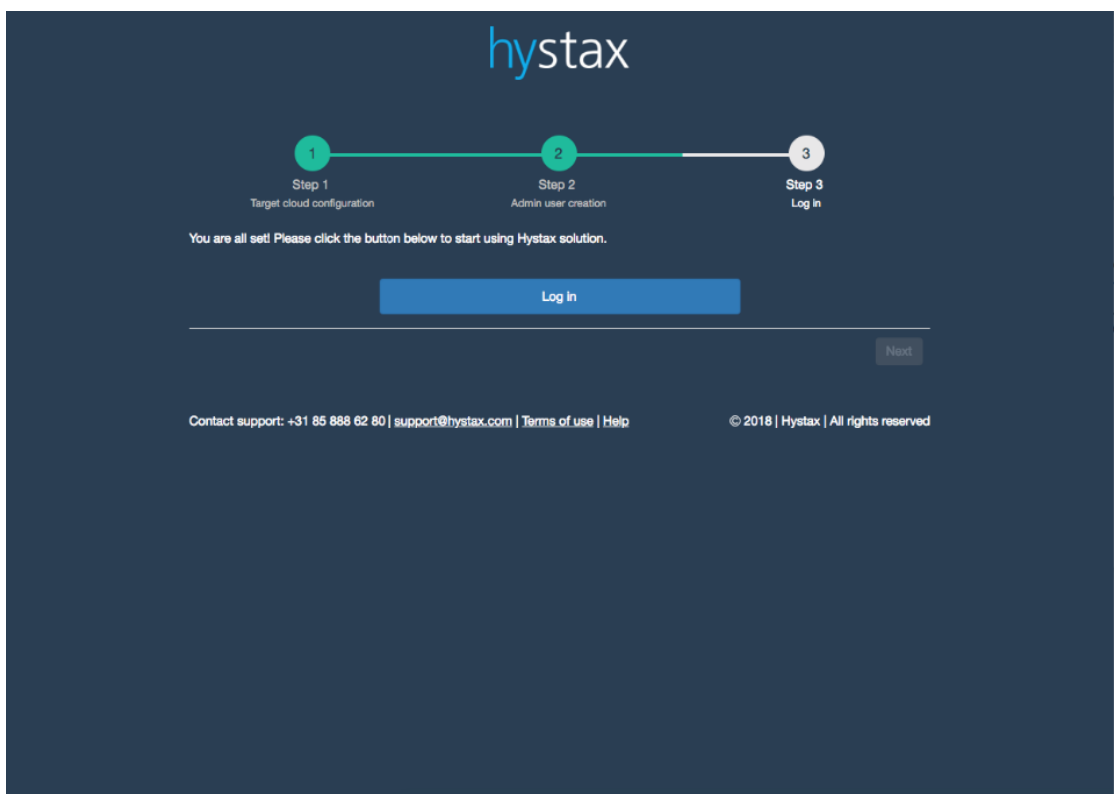 hystax
1 2 3
Step 1 Step 2 Step 3
Target cloud configuration Admin user creation Log in
You are all set! Please click the button below to start using Hystax solution.
Log in
Next
Contact support: +31 85 888 62 80 | support@hystax.com | Terms of use | Help © 2018 | Hystax | All rights reserved